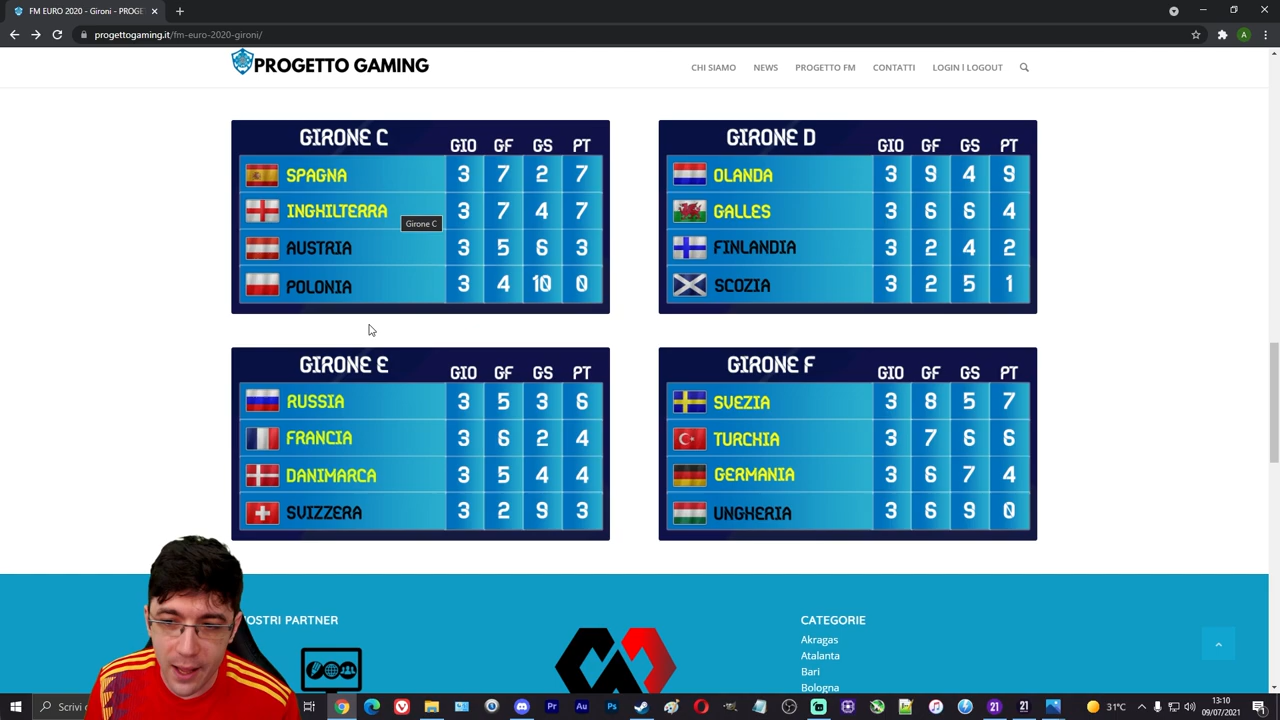 FM EURO 2020 - Gironi - Progetto
progettogaming.it/fm-euro-2020-gironi/
A
PROGETTO GAMING
CHI SIAMO NEWS PROGETTO FM CONTATTI LOGIN | LOGOUT
GIRONE C GIO GF GS PT
SPAGNA 3 7 2 7
INGHILTERRA 3 7 4 7
Girone C
AUSTRIA 3 5 6 3
POLONIA 3 4 10 0
GIRONE D GIO GF GS PT
OLANDA 3 9 4 9
GALLES 3 6 6 4
FINLANDIA 3 2 4 2
SCOZIA 3 2 5 1
GIRONE E GIO GF GS PT
RUSSIA 3 5 3 6
FRANCIA 3 6 2 4
DANIMARCA 3 5 4 4
SVIZZERA 3 2 9 3
GIRONE F GIO GF GS PT
SVEZIA 3 8 5 7
TURCHIA 3 7 6 6
GERMANIA 3 6 7 4
UNGHERIA 3 6 9 0
OSTRI PARTNER
CATEGORIE
Akragas
Atalanta
Bari
Bologna
Scrivi
Pr
Au
Ps
21
21
31°C
13:10
09/07/2021